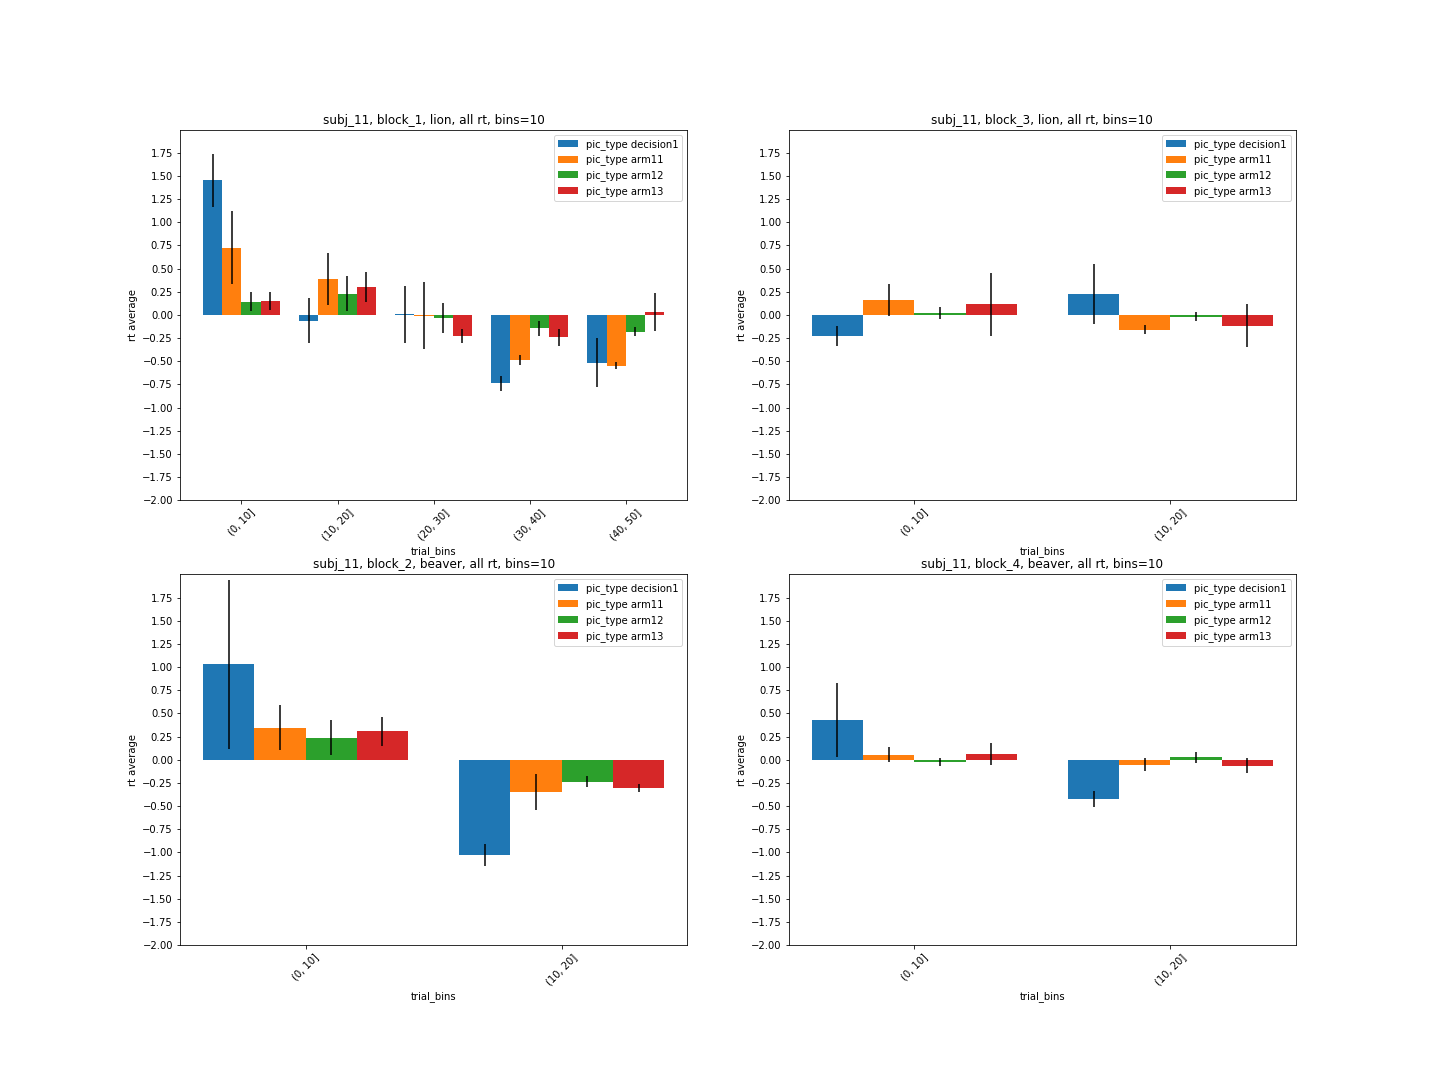 subj_11, block_1, lion, all rt, bins=10
pic_type decision1
pic_type arm11
pic_type arm12
pic_type arm13
rt average
1.75
1.50
1.25
1.00
0.75
0.50
0.25
0.00
−0.25
−0.50
−0.75
−1.00
−1.25
−1.50
−1.75
−2.00
(0, 10]
(10, 20]
(20, 30]
(30, 40]
(40, 50]
trial_bins
subj_11, block_3, lion, all rt, bins=10
pic_type decision1
pic_type arm11
pic_type arm12
pic_type arm13
rt average
1.75
1.50
1.25
1.00
0.75
0.50
0.25
0.00
−0.25
−0.50
−0.75
−1.00
−1.25
−1.50
−1.75
−2.00
(0, 10]
(10, 20]
trial_bins
subj_11, block_2, beaver, all rt, bins=10
pic_type decision1
pic_type arm11
pic_type arm12
pic_type arm13
rt average
1.75
1.50
1.25
1.00
0.75
0.50
0.25
0.00
−0.25
−0.50
−0.75
−1.00
−1.25
−1.50
−1.75
−2.00
(0, 10]
(10, 20]
trial_bins
subj_11, block_4, beaver, all rt, bins=10
pic_type decision1
pic_type arm11
pic_type arm12
pic_type arm13
rt average
1.75
1.50
1.25
1.00
0.75
0.50
0.25
0.00
−0.25
−0.50
−0.75
−1.00
−1.25
−1.50
−1.75
−2.00
(0, 10]
(10, 20]
trial_bins